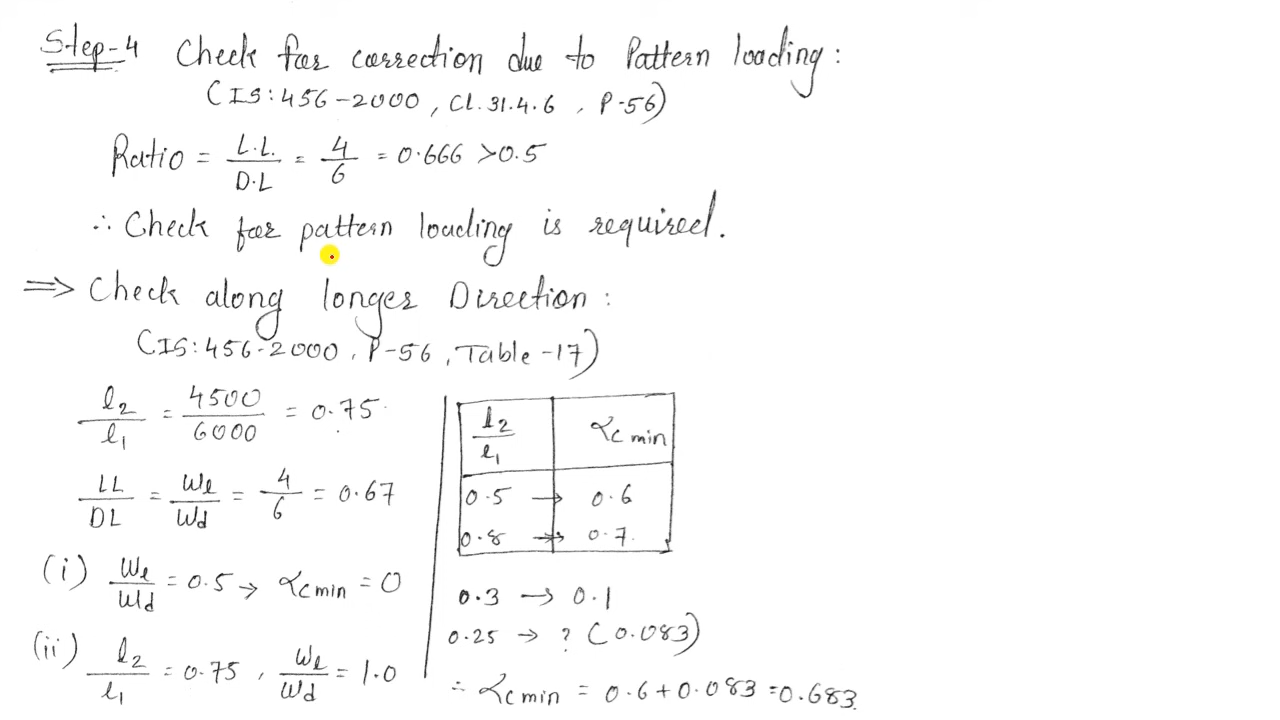 Step-4 Check for correction due to Pattern loading:
(IS:456-2000, Cl.31.4.6, P-56)
Ratio = L.L./D.L = 4/6 = 0.666 >0.5
∴ Check for pattern loading is required.
⇒ Check along longer Direction:
(IS:456-2000, P-56, Table-17)
l₂/l₁ = 4500/6000 = 0.75
LL/DL = Wl/Wd = 4/6 = 0.67
(i) Wl/Wd = 0.5 → αc min = 0
(ii) l₂/l₁ = 0.75, Wl/Wd = 1.0
l₂/l₁ αc min
0.5 → 0.6
0.8 → 0.7
0.3 → 0.1
0.25 → ? (0.083)
∴ αc min = 0.6+0.083=0.683